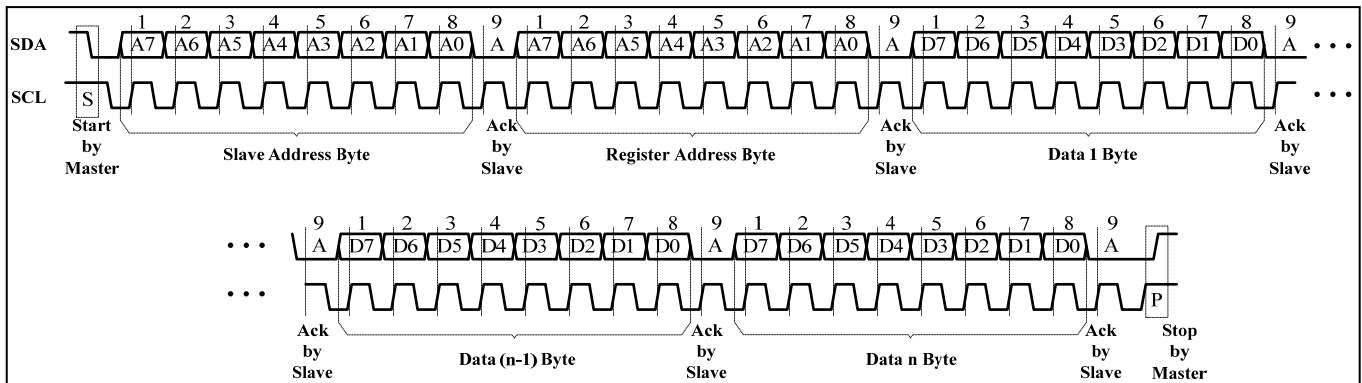 1 2 3 4 5 6 7 8 9 1 2 3 4 5 6 7 8 9 1 2 3 4 5 6 7 8 9
SDA A7 A6 A5 A4 A3 A2 A1 A0 A A7 A6 A5 A4 A3 A2 A1 A0 A D7 D6 D5 D4 D3 D2 D1 D0 A • • •
SCL S • • •
Start by Master
Slave Address Byte
Ack by Slave
Register Address Byte
Ack by Slave
Data 1 Byte
Ack by Slave
9 1 2 3 4 5 6 7 8 9 1 2 3 4 5 6 7 8 9
• • • A D7 D6 D5 D4 D3 D2 D1 D0 A D7 D6 D5 D4 D3 D2 D1 D0 A
• • • P
Ack by Slave
Data (n-1) Byte
Ack by Slave
Data n Byte
Ack by Slave
Stop by Master